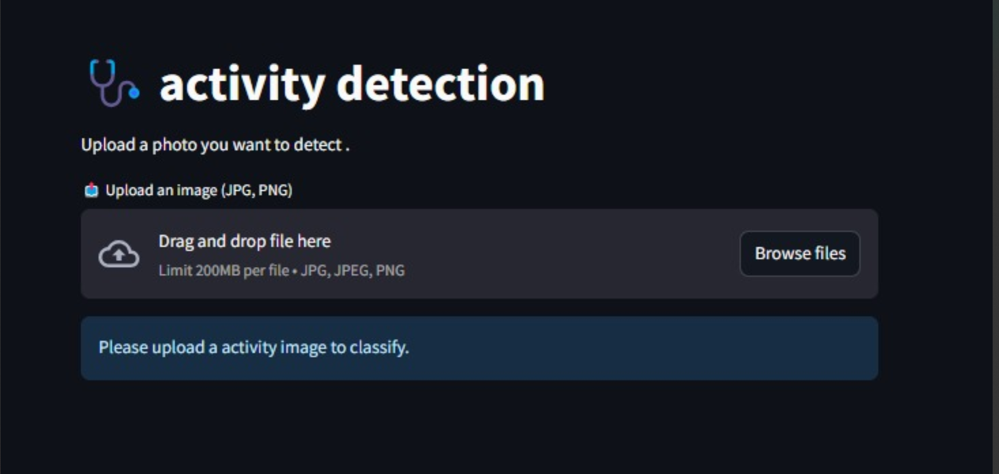 activity detection
Upload a photo you want to detect .
Upload an image (JPG, PNG)
Drag and drop file here
Limit 200MB per file • JPG, JPEG, PNG
Browse files
Please upload a activity image to classify.